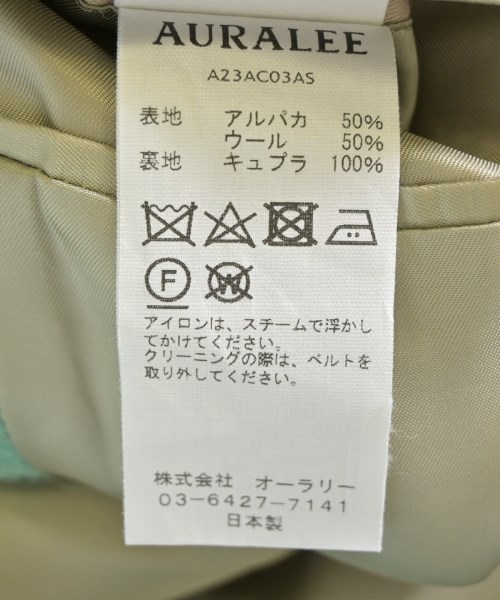 AURALEE
A23AC03AS
表地 アルパカ 50%
ウール 50%
裏地 キュプラ 100%
F W
アイロンは、スチームで浮かし
てかけてください。
クリーニングの際は、ベルトを
取り外してください。
株式会社 オーラリー
03-6427-7141
日本製